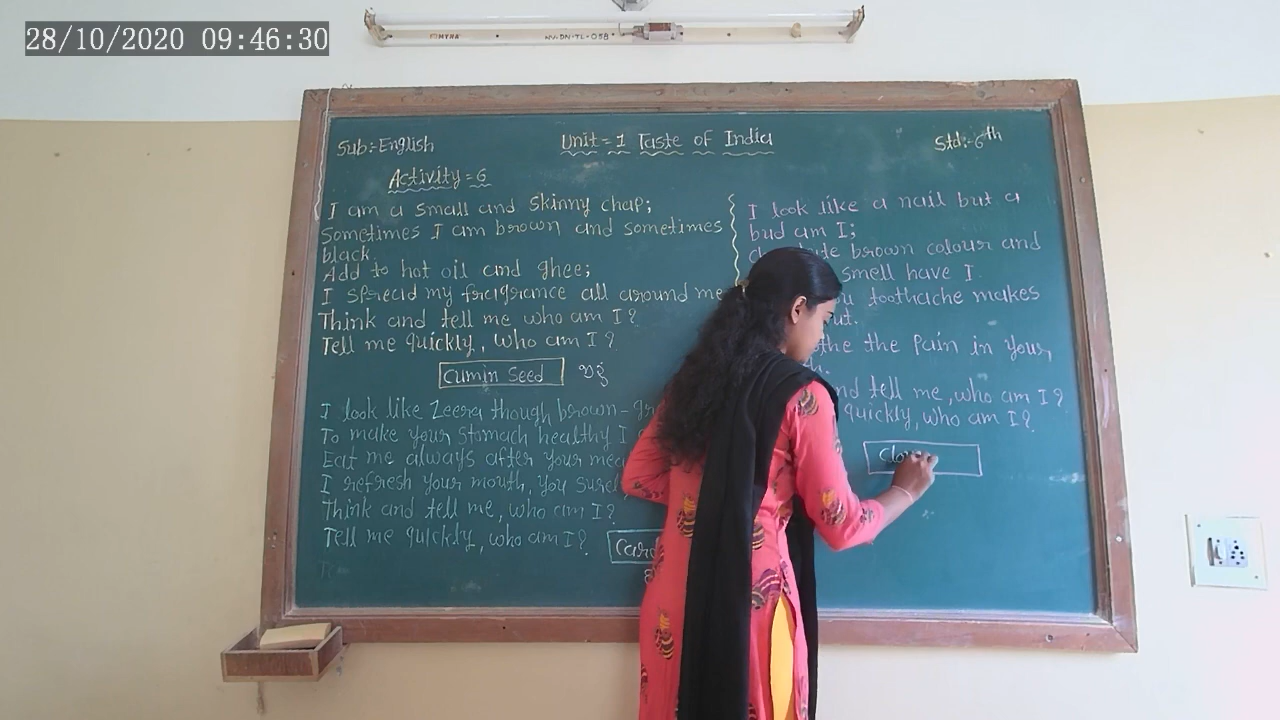 28/10/2020 09:46:30
MYRA
Sub:-English
Unit=1 Taste of India
Std:-6th
Activity=6
I am a small and skinny chap;
Sometimes I am brown and sometimes
black.
Add to hot oil and ghee;
I spread my fragrance all around me
Think and tell me who am I?
Tell me quickly, who am I?
Cumin Seed
I look like Zeera though brown-gr
To make your stomach healthy I
Eat me always after your
I refresh your mouth, you
Think and tell me, who am I?
Tell me quickly, who am I?
Card
I look like a nail but a
bud am I;
brown colour and
smell have I.
toothache makes
the pain in your
nd tell me, who am I?
quickly, who am I?